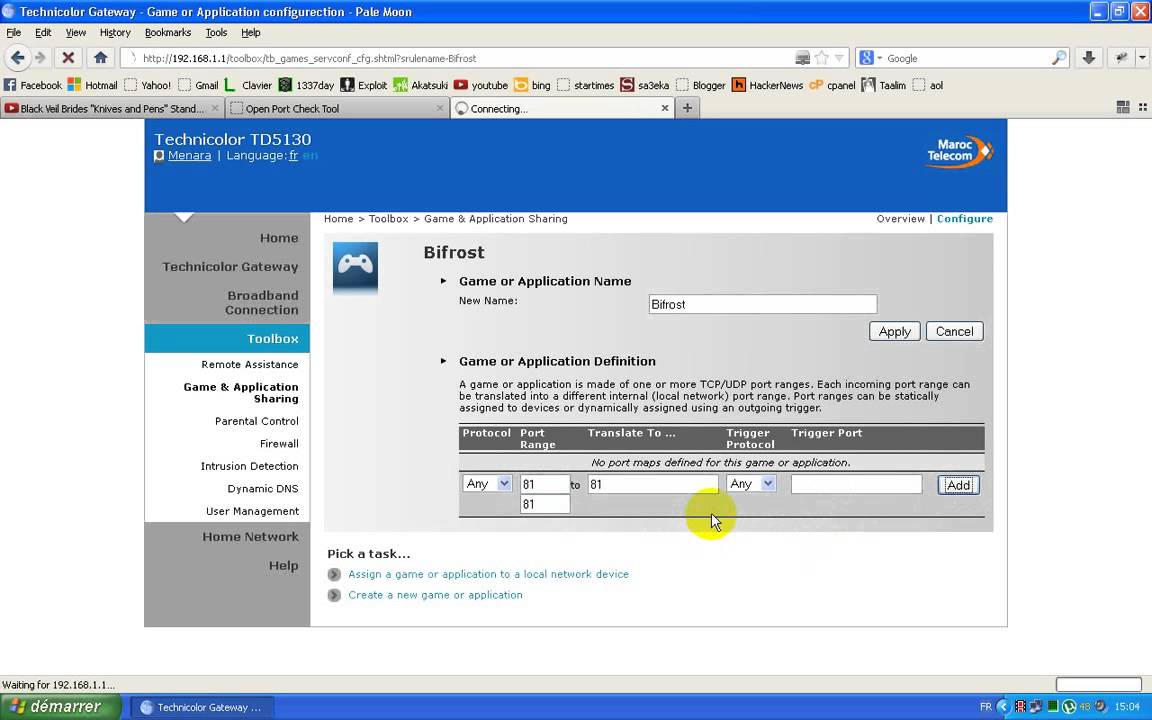 Technicolor Gateway - Game or Application configurection - Pale Moon
File Edit View History Bookmarks Tools Help
http://192.168.1.1/toolbox/tb_games_servconf_cfg.shtml?srulename=Bifrost
Google
Facebook Hotmail Yahoo! Gmail Clavier 1337day Exploit Akatsuki youtube bing startimes sa3eka Blogger HackerNews cpanel Taalim aol
Black Veil Brides "Knives and Pens" Stand... Open Port Check Tool Connecting...
Technicolor TD5130
Menara | Language: fr en
Maroc
Telecom
Home > Toolbox > Game & Application Sharing
Overview | Configure
Home
Technicolor Gateway
Broadband
Connection
Toolbox
Remote Assistance
Game & Application
Sharing
Parental Control
Firewall
Intrusion Detection
Dynamic DNS
User Management
Home Network
Help
Bifrost
Game or Application Name
New Name: Bifrost
Apply Cancel
Game or Application Definition
A game or application is made of one or more TCP/UDP port ranges. Each incoming port range can
be translated into a different internal (local network) port range. Port ranges can be statically
assigned to devices or dynamically assigned using an outgoing trigger.
Protocol Port Range Translate To ... Trigger Protocol Trigger Port
No port maps defined for this game or application.
Any 81 to 81 Any Add
81
Pick a task...
Assign a game or application to a local network device
Create a new game or application
Waiting for 192.168.1.1...
démarrer Technicolor Gateway ... FR 48 15:04